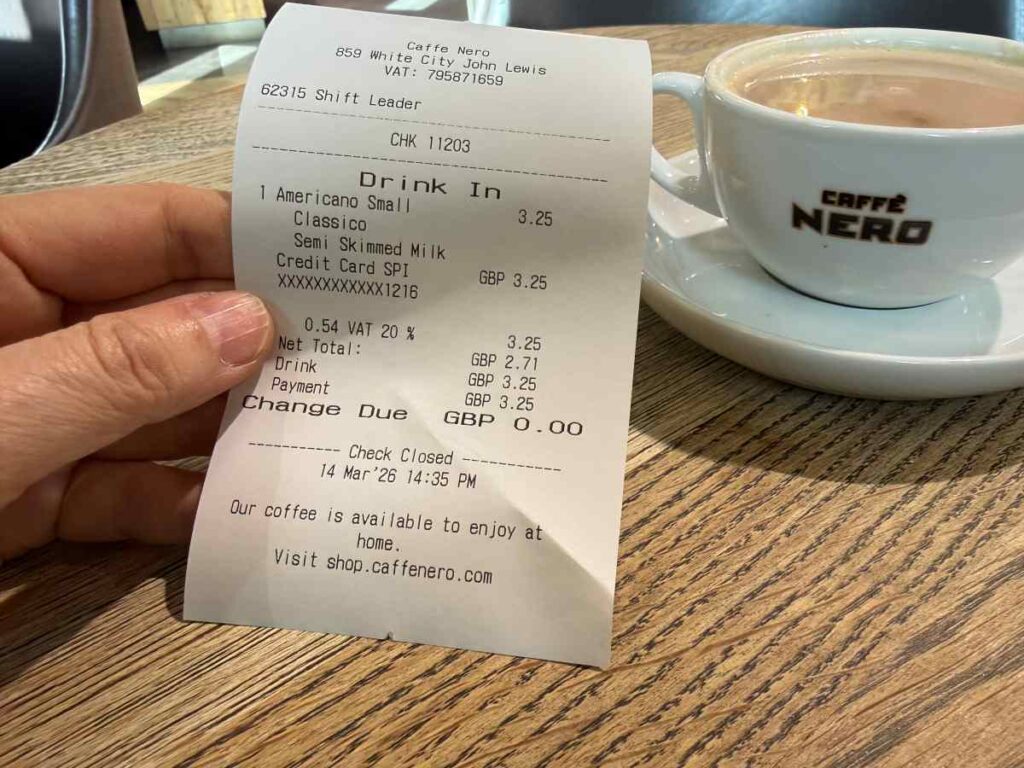 Caffe Nero
859 White City John Lewis
VAT: 795871659
62315 Shift Leader
CHK 11203
Drink In
1 Americano Small 3.25
Classico
Semi Skimmed Milk
Credit Card SPI GBP 3.25
XXXXXXXXXXXX1216
0.54 VAT 20 % 3.25
Net Total: GBP 2.71
Drink GBP 3.25
Payment GBP 3.25
Change Due GBP 0.00
---------- Check Closed -----------
14 Mar'26 14:35 PM
Our coffee is available to enjoy at
home.
Visit shop.caffenero.com
CAFFÈ
NERO